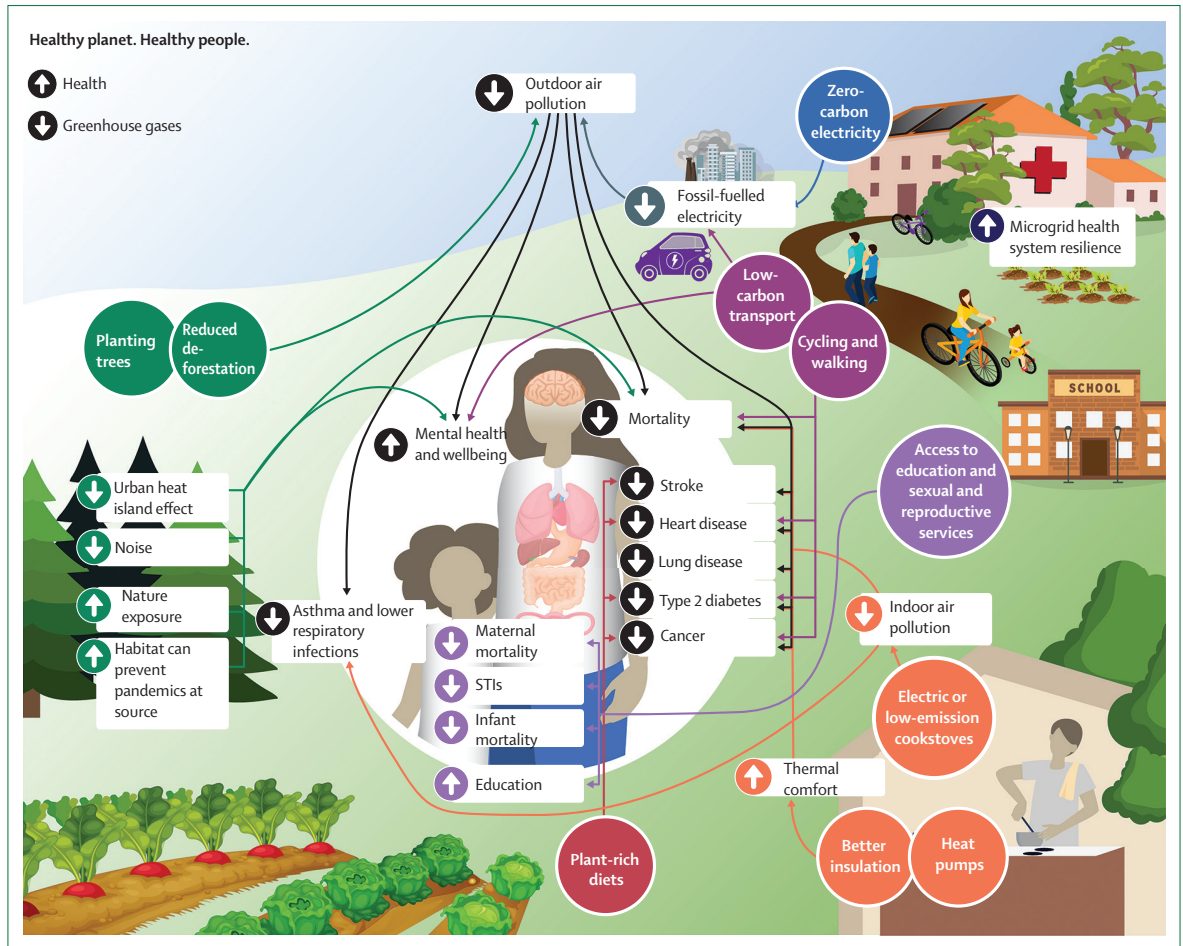 Healthy planet. Healthy people.
Health
Greenhouse gases
Outdoor air
pollution
Zero-
carbon
electricity
Fossil-fuelled
electricity
Microgrid health
system resilience
Low-
carbon
transport
Cycling and
walking
Planting
trees
Reduced
de-
forestation
SCHOOL
Mental health
and wellbeing
Mortality
Access to
education and
sexual and
reproductive
services
Urban heat
island effect
Noise
Nature
exposure
Habitat can
prevent
pandemics at
source
Stroke
Heart disease
Lung disease
Type 2 diabetes
Cancer
Asthma and lower
respiratory
infections
Maternal
mortality
STIs
Infant
mortality
Education
Indoor air
pollution
Electric or
low-emission
cookstoves
Thermal
comfort
Plant-rich
diets
Better
insulation
Heat
pumps